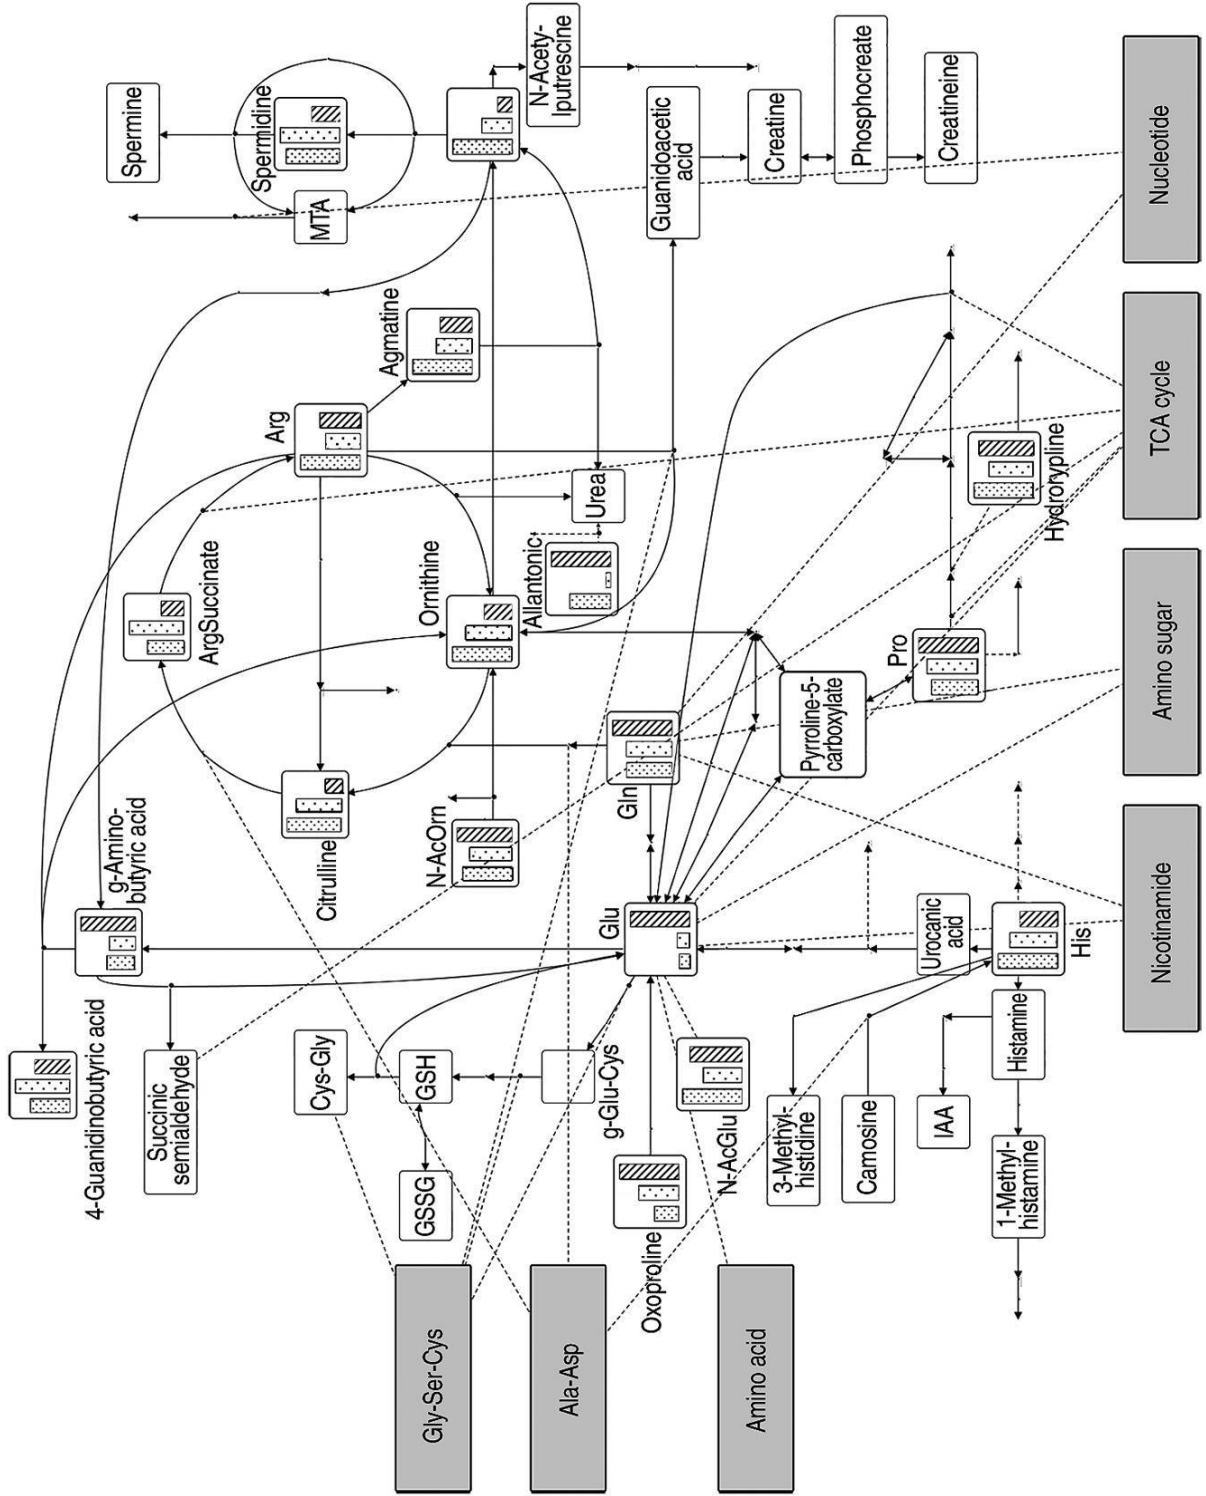 4-Guanidinobutyric acid
Succinic
semialdehyde
g-Amino-
butyric acid
Citrulline
ArgSuccinate
Arg
Agmatine
MTA
Spermidine
Spermine
N-Acety-
lputrescine
Guanidoacetic
acid
Creatine
Phosphocreate
Creatineine
Cys-Gly
GSH
GSSG
g-Glu-Cys
N-AcOrn
Ornithine
Allantonic
Urea
Gln
Glu
N-AcGlu
Oxoproline
Pyrroline-5-
carboxylate
Pro
Hydrorypline
3-Methyl-
histidine
Camosine
IAA
1-Methyl-
histamine
Histamine
His
Urocanic
acid
Gly-Ser-Cys
Ala-Asp
Amino acid
Nicotinamide
Amino sugar
TCA cycle
Nucleotide